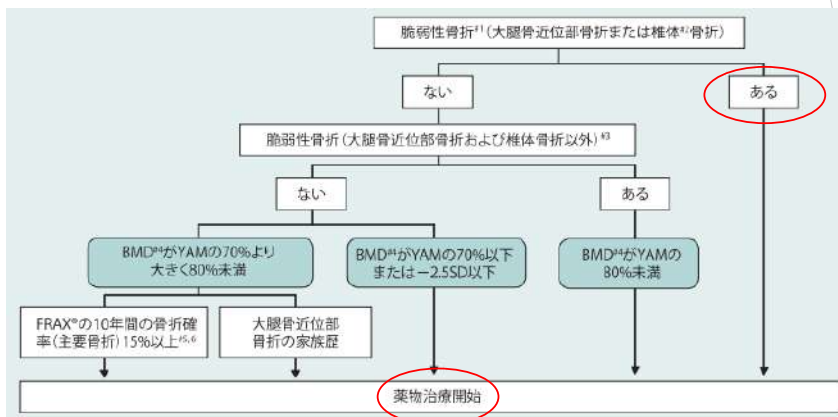 脆弱性骨折#1(大腿骨近位部骨折または椎体#2骨折)
ない
ある
脆弱性骨折(大腿骨近位部骨折および椎体骨折以外)#3
ない
ある
BMD#4がYAMの70%より
大きく80%未満
BMD#4がYAMの70%以下
または−2.5SD以下
BMD#4がYAMの
80%未満
FRAX®の10年間の骨折確
率(主要骨折)15%以上#5,6
大腿骨近位部
骨折の家族歴
薬物治療開始